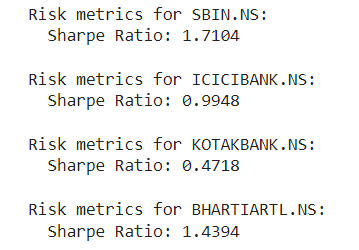 Risk metrics for SBIN.NS:
Sharpe Ratio: 1.7104
Risk metrics for ICICIBANK.NS:
Sharpe Ratio: 0.9948
Risk metrics for KOTAKBANK.NS:
Sharpe Ratio: 0.4718
Risk metrics for BHARTIARTL.NS:
Sharpe Ratio: 1.4394